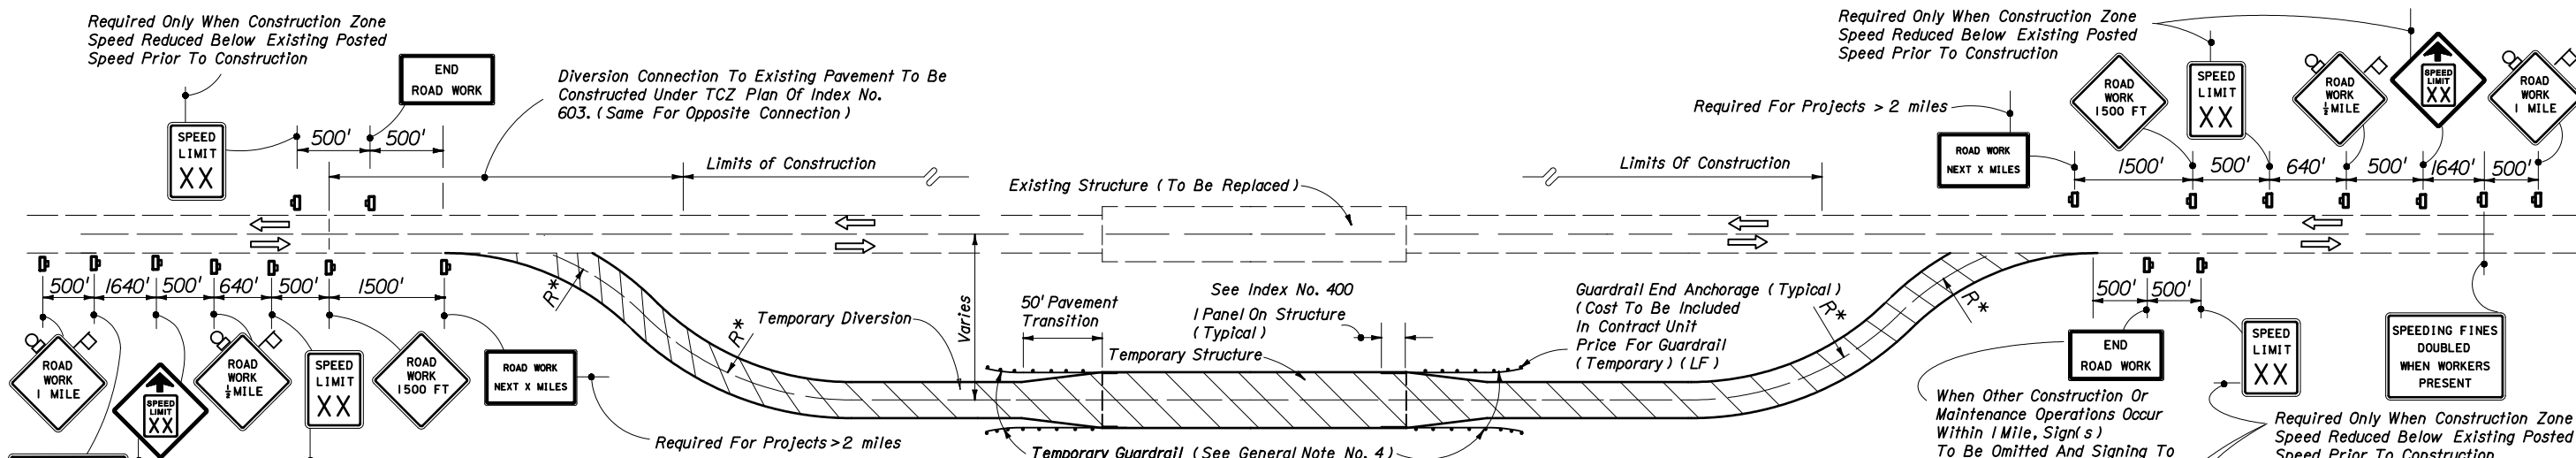 Required Only When Construction Zone
Speed Reduced Below Existing Posted
Speed Prior To Construction
END
ROAD WORK
SPEED
LIMIT
XX
500'
500'
Diversion Connection To Existing Pavement To Be
Constructed Under TCZ Plan Of Index No.
603. (Same For Opposite Connection)
Limits of Construction
Existing Structure (To Be Replaced)
Limits Of Construction
Required Only When Construction Zone
Speed Reduced Below Existing Posted
Speed Prior To Construction
Required For Projects > 2 miles
ROAD WORK
NEXT X MILES
ROAD
WORK
1500 FT
SPEED
LIMIT
XX
ROAD
WORK
½ MILE
SPEED
LIMIT
XX
ROAD
WORK
1 MILE
1500'
500'
640'
500'
1640'
500'
500'
1640'
500'
640'
500'
1500'
ROAD
WORK
1 MILE
SPEED
LIMIT
XX
ROAD
WORK
½ MILE
SPEED
LIMIT
XX
ROAD
WORK
1500 FT
ROAD WORK
NEXT X MILES
Required For Projects > 2 miles
R*
R*
Temporary Diversion
Varies
50' Pavement
Transition
See Index No. 400
1 Panel On Structure
(Typical)
Temporary Structure
Temporary Guardrail (See General Note No. 4)
Guardrail End Anchorage (Typical)
(Cost To Be Included
In Contract Unit
Price For Guardrail
(Temporary) (LF)
R*
R*
500'
500'
END
ROAD WORK
SPEED
LIMIT
XX
SPEEDING FINES
DOUBLED
WHEN WORKERS
PRESENT
When Other Construction Or
Maintenance Operations Occur
Within 1 Mile, Sign(s)
To Be Omitted And Signing To
Required Only When Construction Zone
Speed Reduced Below Existing Posted
Speed Prior To Construction